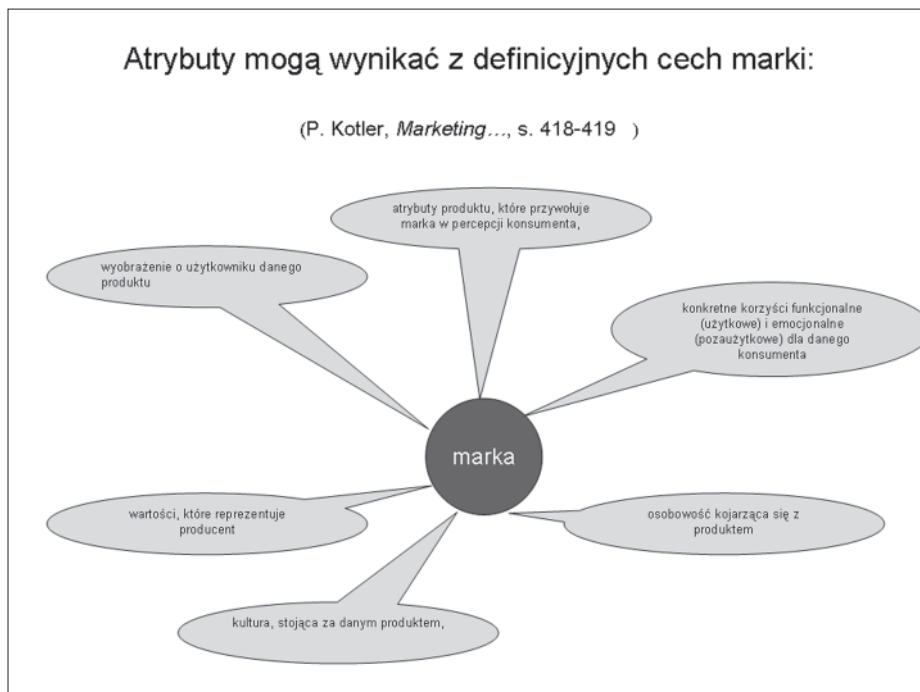 Atrybuty mogą wynikać z definicyjnych cech marki:
(P. Kotler, Marketing…, s. 418-419 )
atrybuty produktu, które przywołuje
marka w percepcji konsumenta,
wyobrażenie o użytkowniku danego
produktu
konkretne korzyści funkcjonalne
(użytkowe) i emocjonalne
(pozaużytkowe) dla danego
konsumenta
marka
wartości, które reprezentuje
producent
osobowość kojarząca się z
produktem
kultura, stojąca za danym produktem,